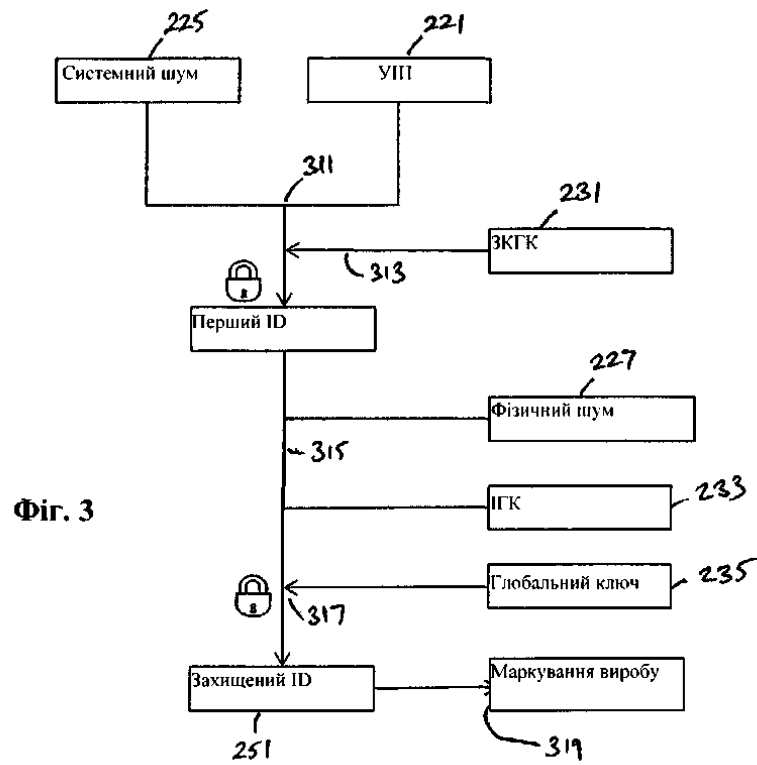 225
221
Системний шум
УІП
311
231
ЗКГК
313
Перший ID
227
Фізичний шум
315
233
ІГК
Фіг. 3
Глобальний ключ
235
317
Захищений ID
Маркування виробу
251
319